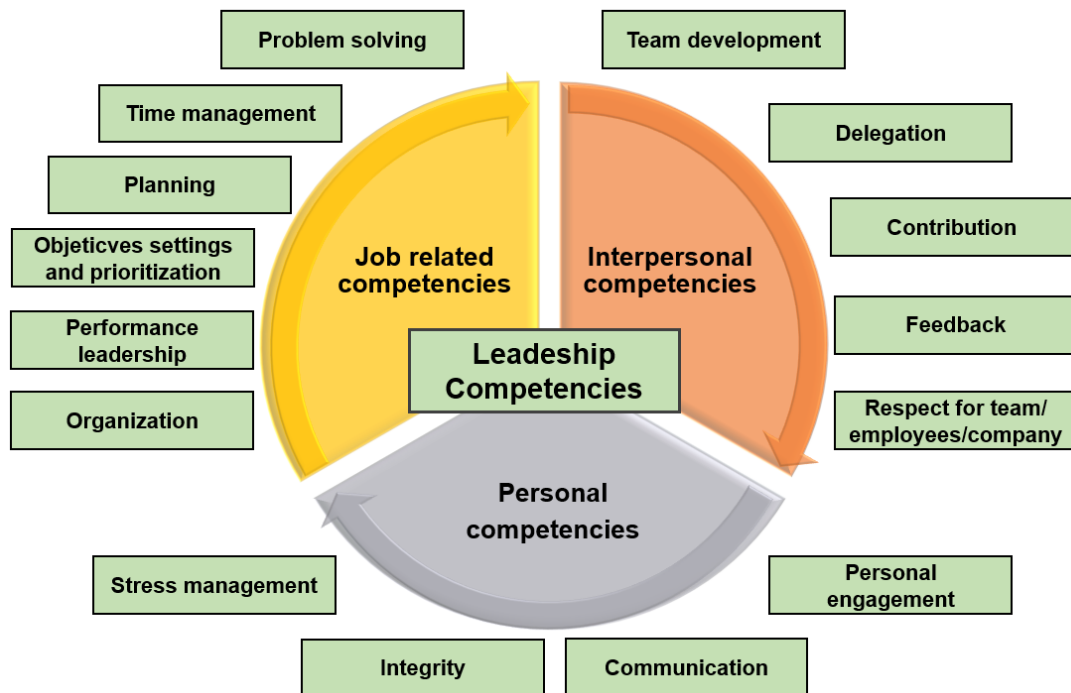 Problem solving
Team development
Time management
Delegation
Planning
Contribution
Objeticves settings
and prioritization
Job related
competencies
Interpersonal
competencies
Performance
leadership
Feedback
Leadeship
Competencies
Organization
Respect for team/
employees/company
Personal
competencies
Stress management
Personal
engagement
Integrity
Communication